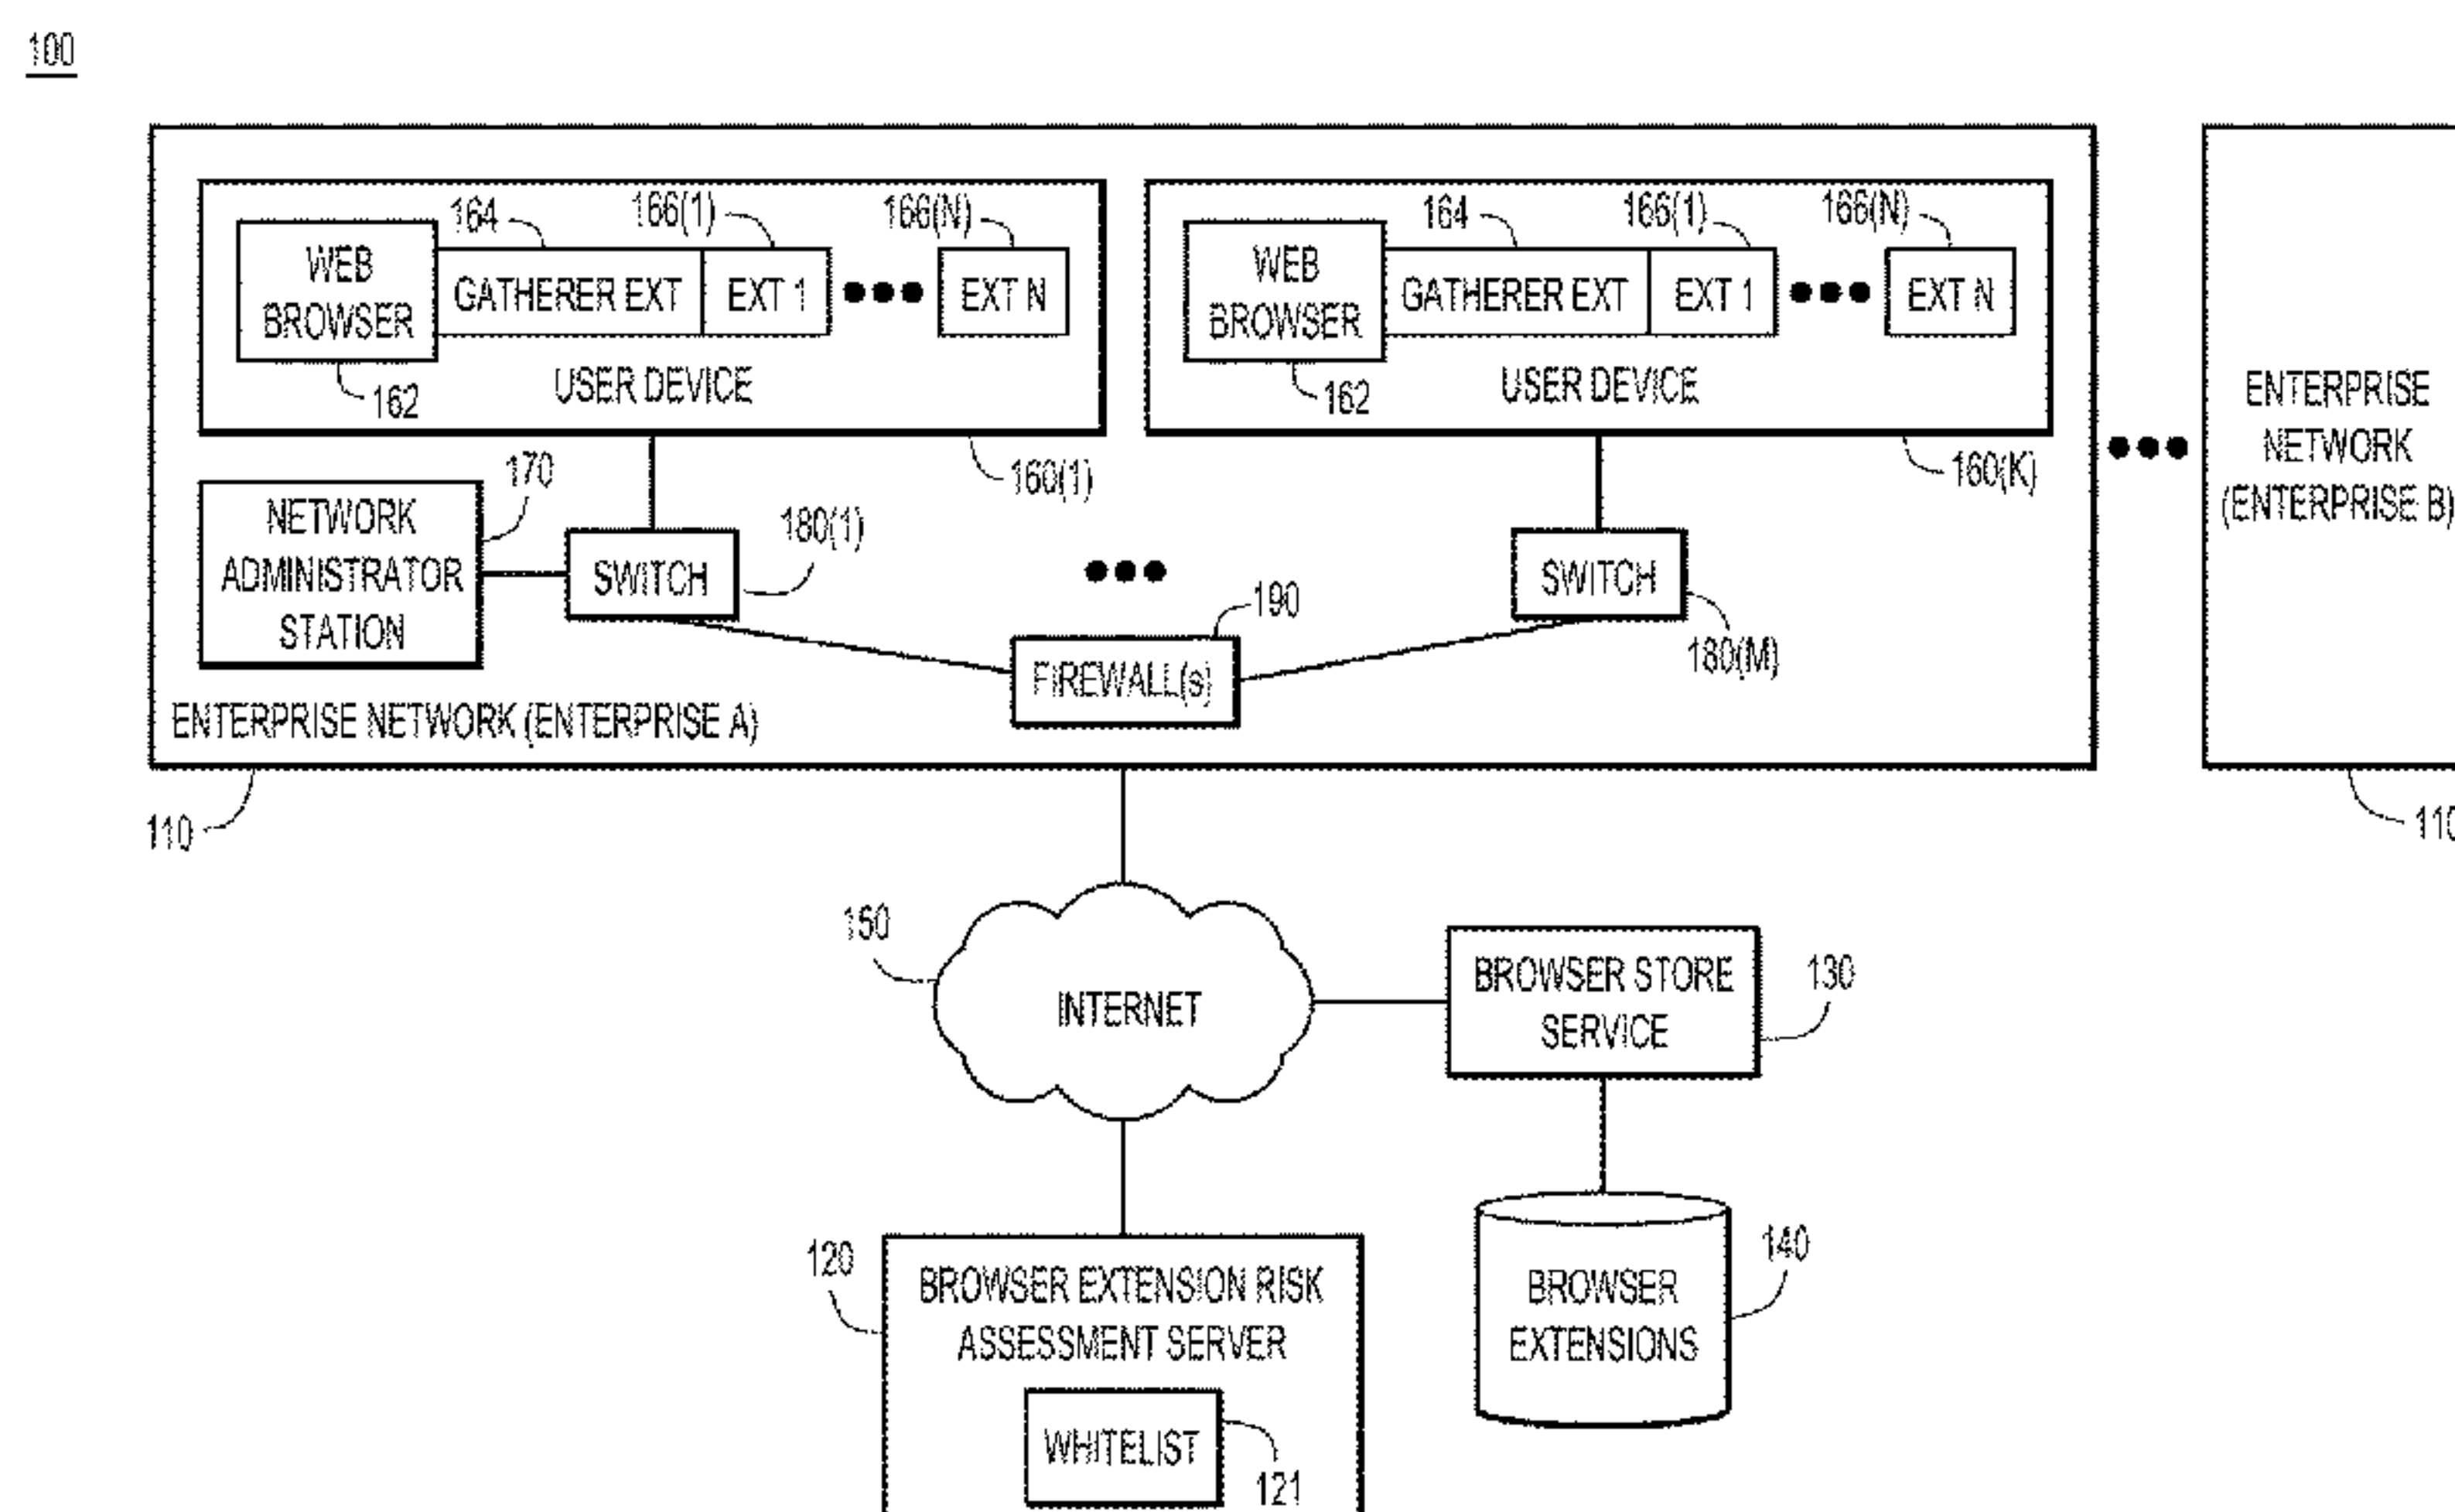 100
164
166(1)
166(N)
WEB
BROWSER
GATHERER EXT
EXT 1
EXT N
USER DEVICE
162
160(1)
164
166(1)
166(N)
WEB
BROWSER
GATHERER EXT
EXT 1
EXT N
USER DEVICE
162
160(K)
ENTERPRISE
NETWORK
(ENTERPRISE B)
170
NETWORK
ADMINISTRATOR
STATION
SWITCH
180(1)
SWITCH
180(M)
190
FIREWALL(s)
ENTERPRISE NETWORK (ENTERPRISE A)
110
110
150
INTERNET
BROWSER STORE
SERVICE
130
120
BROWSER EXTENSION RISK
ASSESSMENT SERVER
WHITELIST
121
BROWSER
EXTENSIONS
140